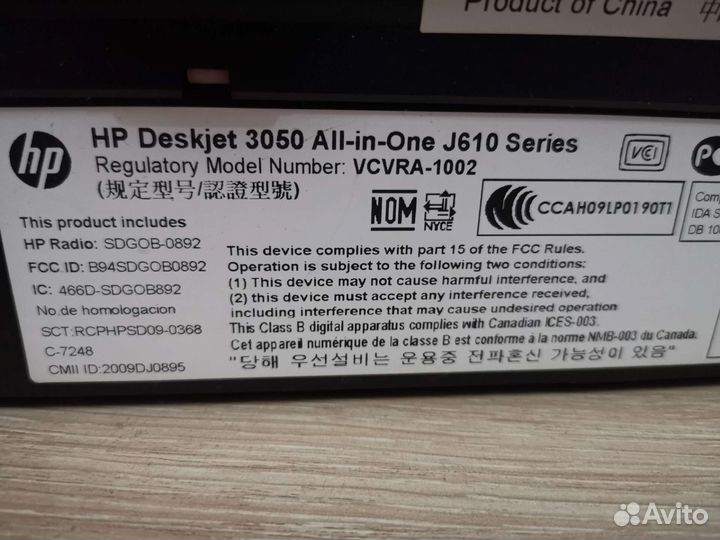 Product of China 中
hp
HP Deskjet 3050 All-in-One J610 Series
Regulatory Model Number: VCVRA-1002
(规定型号/認證型號)
VCI
NOM
NYCE
CCAH09LP0190T1
IDA S
This product includes
HP Radio: SDGOB-0892
FCC ID: B94SDGOB0892
IC: 466D-SDGOB892
No.de homologacion
SCT:RCPHPSD09-0368
C-7248
CMII ID:2009DJ0895
This device complies with part 15 of the FCC Rules.
Operation is subject to the following two conditions:
(1) This device may not cause harmful interference, and
(2) this device must accept any interference received,
including interference that may cause undesired operation
This Class B digital apparatus complies with Canadian ICES-003.
Cet appareil numérique de la classe B est conforme à la norme NMB-003 du Canada.
"당해 우선설비는 운용중 전파혼신 가능성이 있음"
Avito